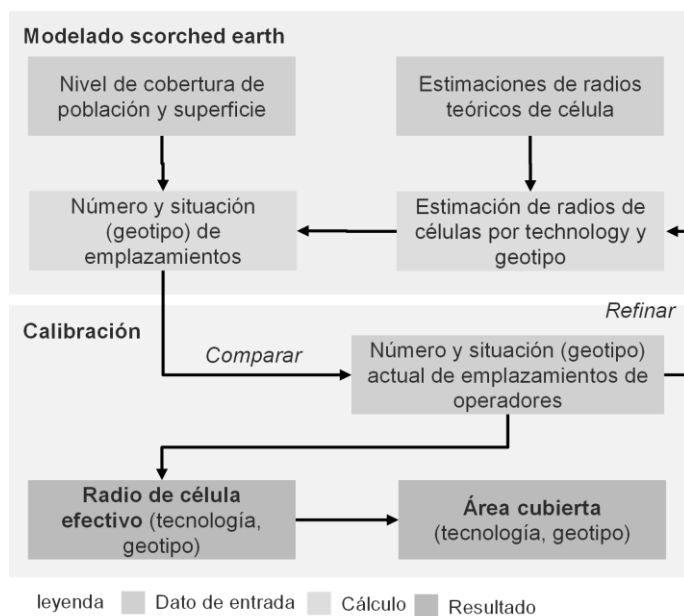 Modelado scorched earth
Nivel de cobertura de
población y superficie
Estimaciones de radios
teóricos de célula
Número y situación
(geotipo) de
emplazamientos
Estimación de radios de
células por technology y
geotipo
Refinar
Calibración
Comparar
Número y situación (geotipo)
actual de emplazamientos de
operadores
Radio de célula
efectivo (tecnología,
geotipo)
Área cubierta
(tecnología, geotipo)
leyenda Dato de entrada Cálculo Resultado